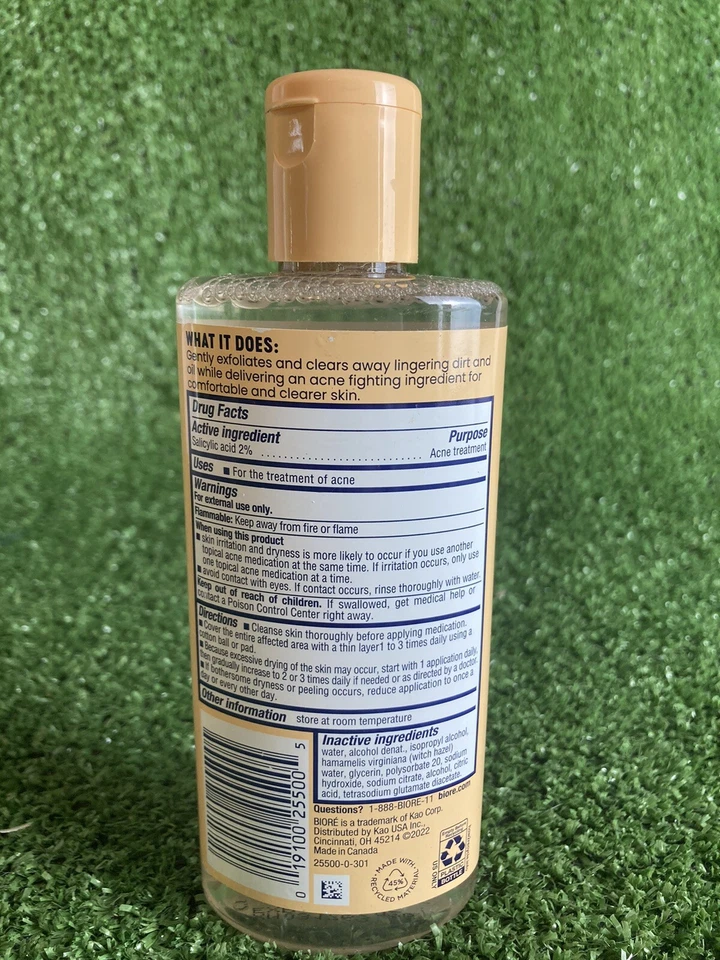 WHAT IT DOES:
Gently exfoliates and clears away lingering dirt and
oil while delivering an acne fighting ingredient for
comfortable and clearer skin.
Drug Facts
Active ingredient Purpose
Salicylic acid 2% ........................................ Acne treatment
Uses ■ For the treatment of acne
Warnings
For external use only.
Flammable: Keep away from fire or flame
When using this product
■ skin irritation and dryness is more likely to occur if you use another
topical acne medication at the same time. If irritation occurs, only use
one topical acne medication at a time.
■ avoid contact with eyes. If contact occurs, rinse thoroughly with water.
Keep out of reach of children. If swallowed, get medical help or
contact a Poison Control Center right away.
Directions ■ Cleanse skin thoroughly before applying medication.
■ Cover the entire affected area with a thin layer1 to 3 times daily using a
cotton ball or pad.
■ Because excessive drying of the skin may occur, start with 1 application daily,
then gradually increase to 2 or 3 times daily if needed or as directed by a doctor.
■ If bothersome dryness or peeling occurs, reduce application to once a
day or every other day.
Other information store at room temperature
Inactive ingredients
water, alcohol denat., isopropyl alcohol,
hamamelis virginiana (witch hazel)
water, glycerin, polysorbate 20, sodium
hydroxide, sodium citrate, alcohol, citric
acid, tetrasodium glutamate diacetate.
Questions? 1-888-BIORE-11 biore.com
BIORÉ is a trademark of Kao Corp.
Distributed by Kao USA Inc.,
Cincinnati, OH 45214 ©2022
Made in Canada
25500-0-301
0 19100 25500 5
MADE WITH
45%
RECYCLED MATERIAL
PLASTIC
BOTTLE
US ONLY